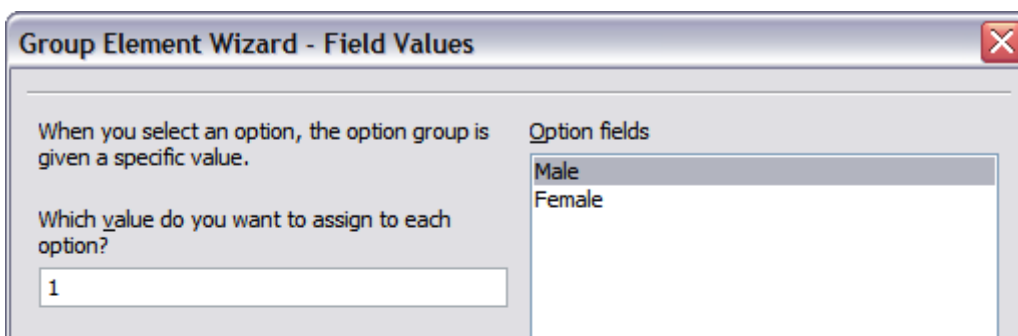 Group Element Wizard - Field Values
When you select an option, the option group is
given a specific value.
Which value do you want to assign to each
option?
1
Option fields
Male
Female